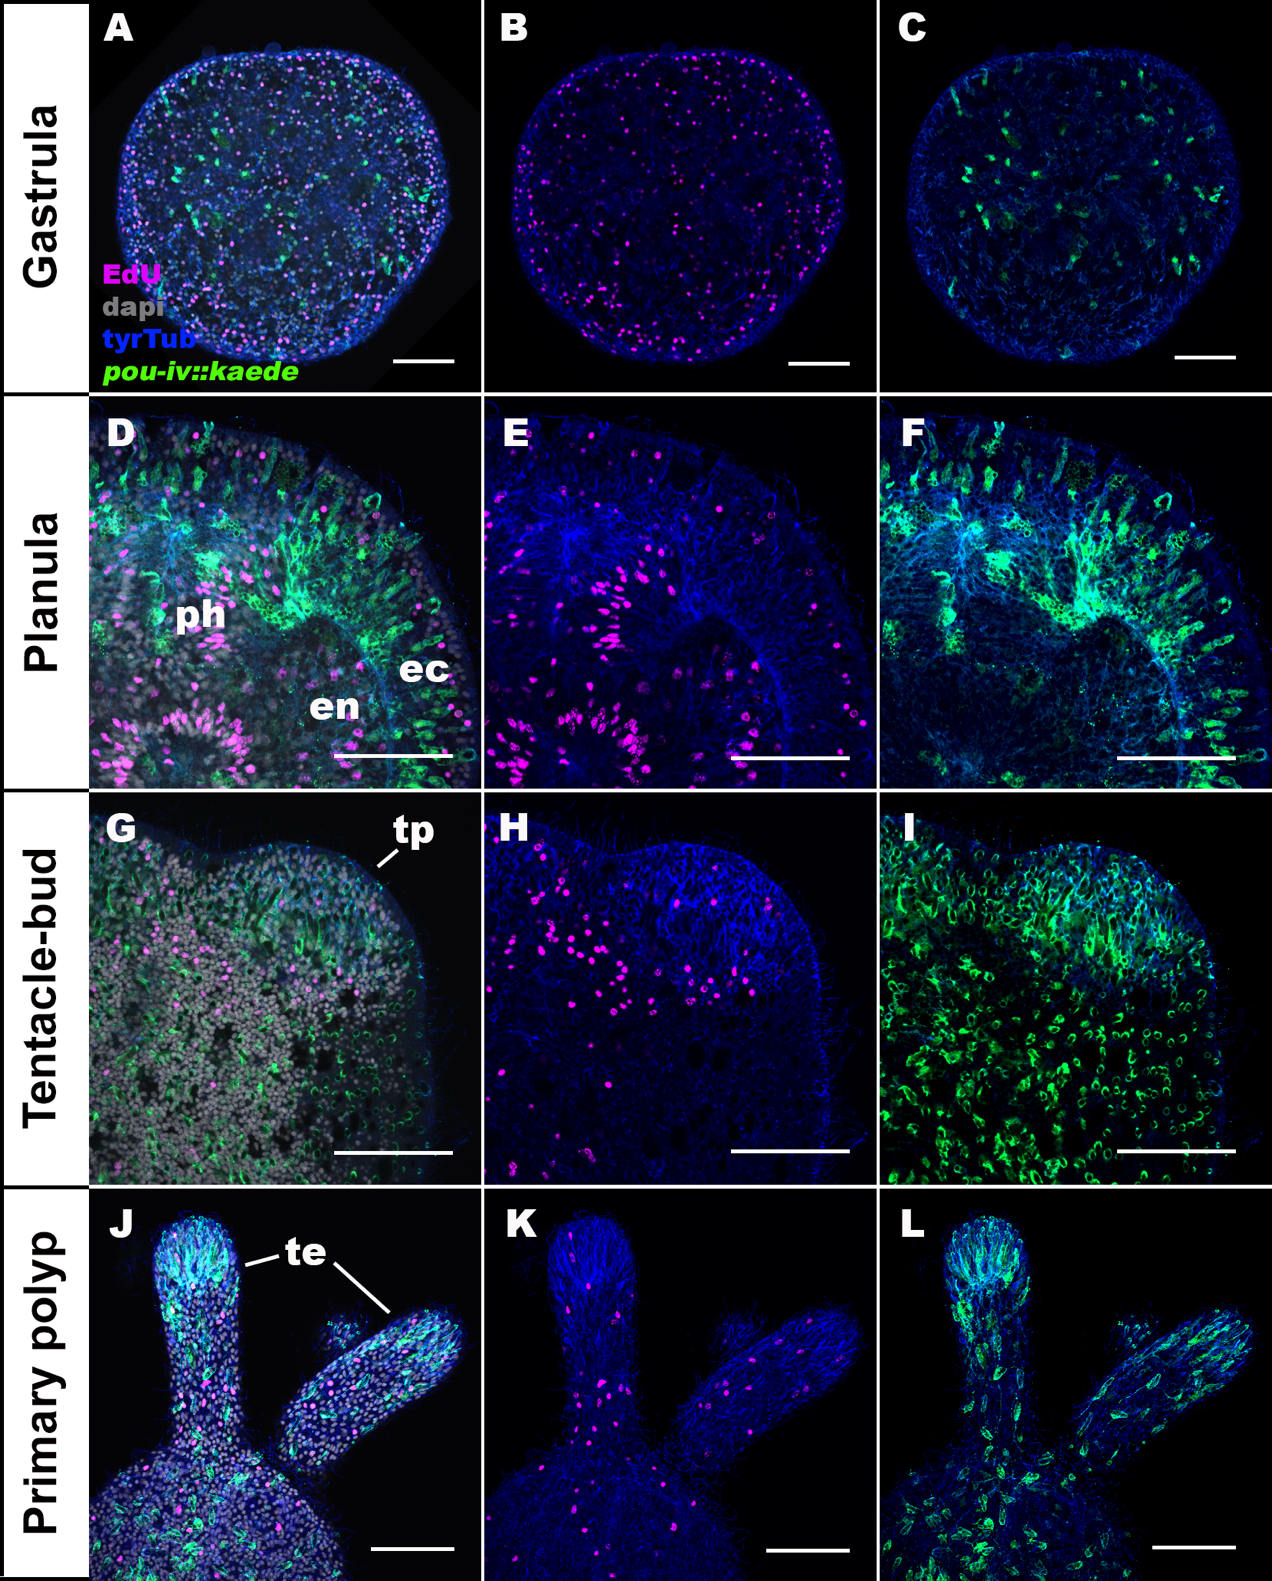 Gastrula
A
B
C
EdU
dapi
tyrTub
pou-iv::kaede
Planula
D
E
F
ph
ec
en
Tentacle-bud
G
tp
H
I
Primary polyp
J
te
K
L